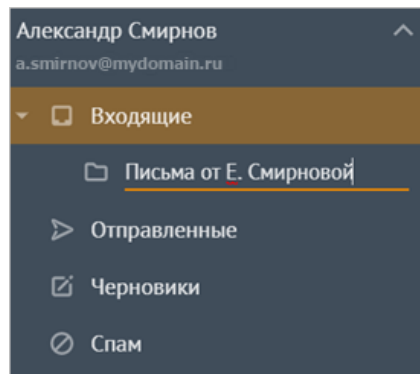 Александр Смирнов
a.smirnov@mydomain.ru
Входящие
Письма от Е. Смирновой
Отправленные
Черновики
Спам